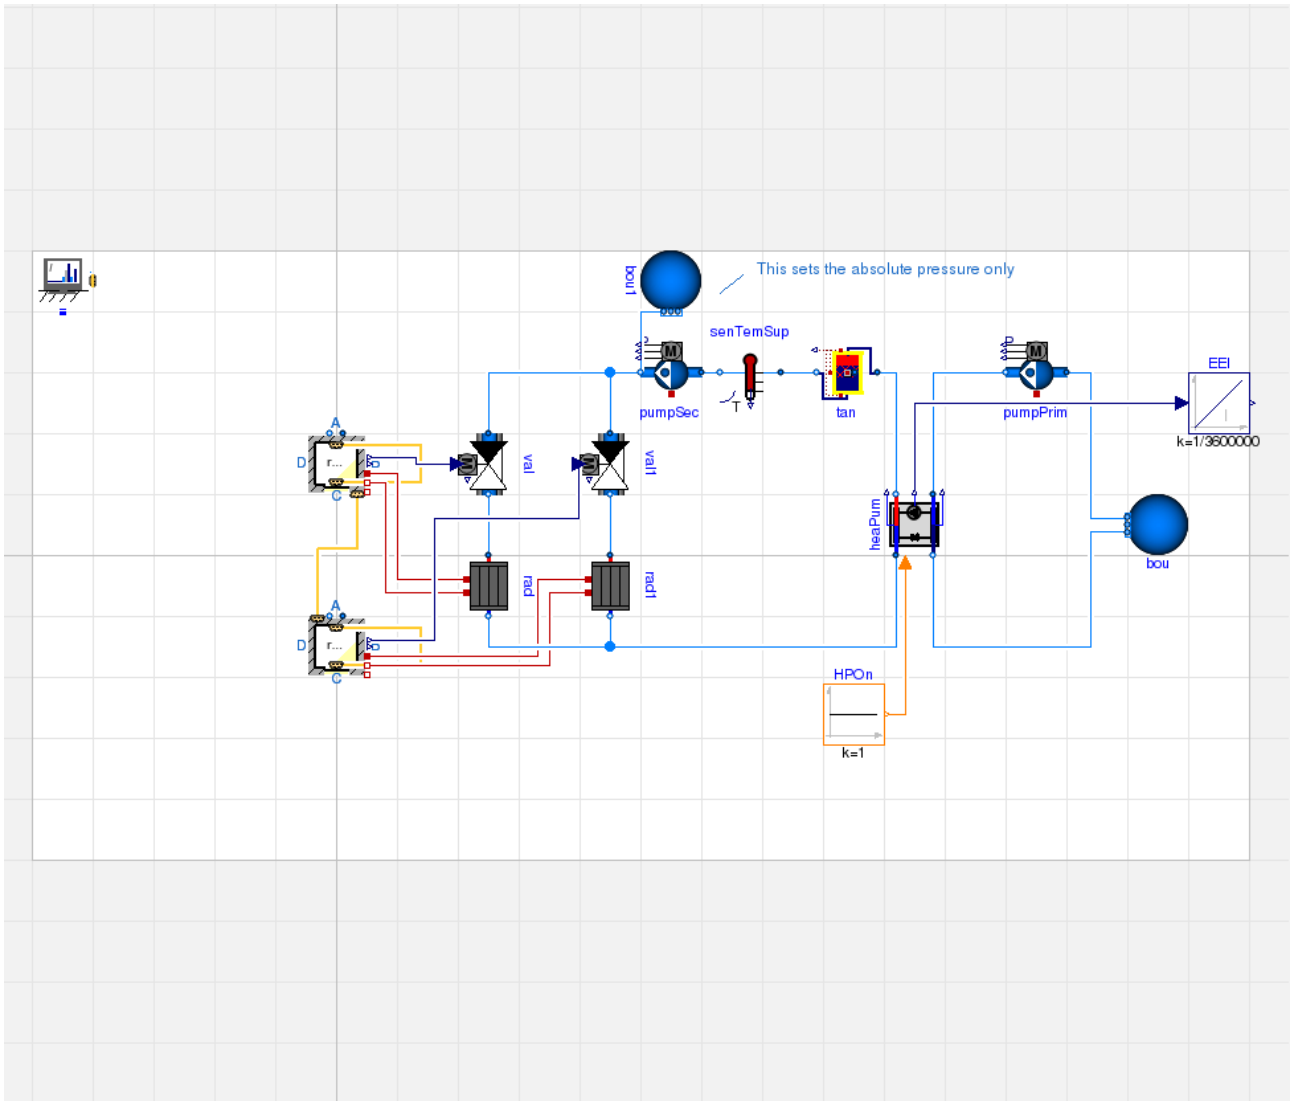 This sets the absolute pressure only
bou1
senTemSup
T
pumpSec
tan
pumpPrim
EEI
k=1/3600000
A
D
r...
C
val
val1
heaPum
bou
A
D
r...
C
rad
rad1
HPOn
k=1
M
M